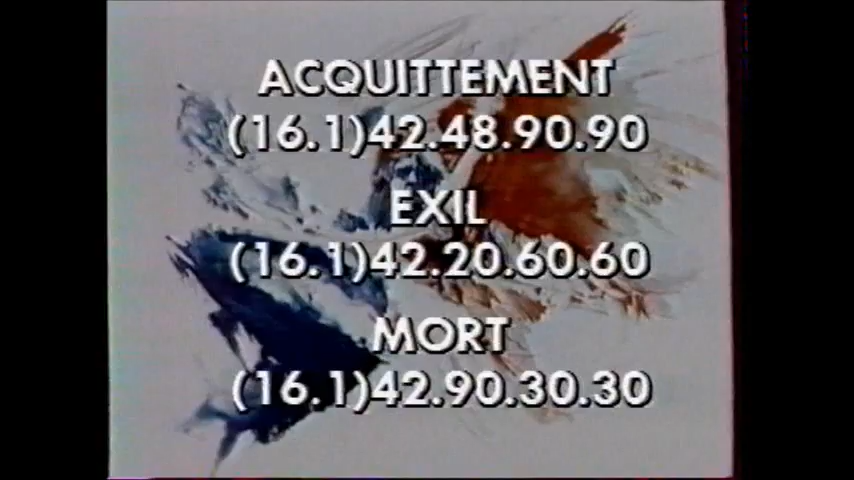 ACQUITTEMENT
(16.1)42.48.90.90
EXIL
(16.1)42.20.60.60
MORT
(16.1)42.90.30.30